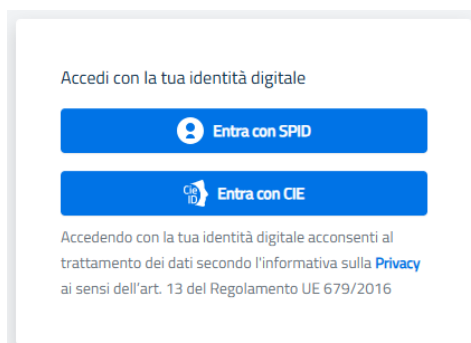 Accedi con la tua identità digitale
Entra con SPID
Cie
ID
Entra con CIE
Accedendo con la tua identità digitale acconsenti al
trattamento dei dati secondo l'informativa sulla Privacy
ai sensi dell'art. 13 del Regolamento UE 679/2016